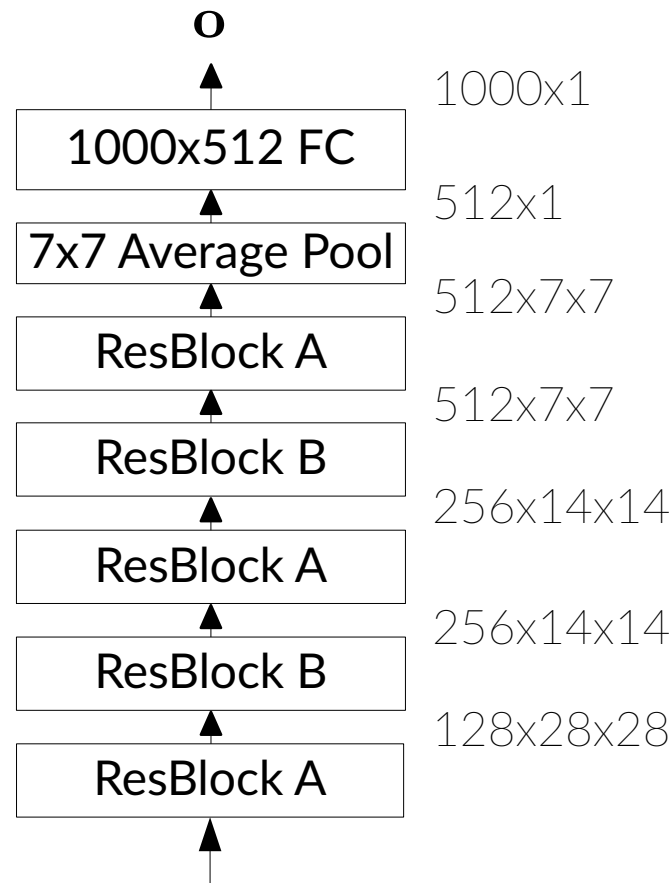 o
1000x1
1000x512 FC
512x1
7x7 Average Pool
512x7x7
ResBlock A
512x7x7
ResBlock B
256x14x14
ResBlock A
256x14x14
ResBlock B
128x28x28
ResBlock A